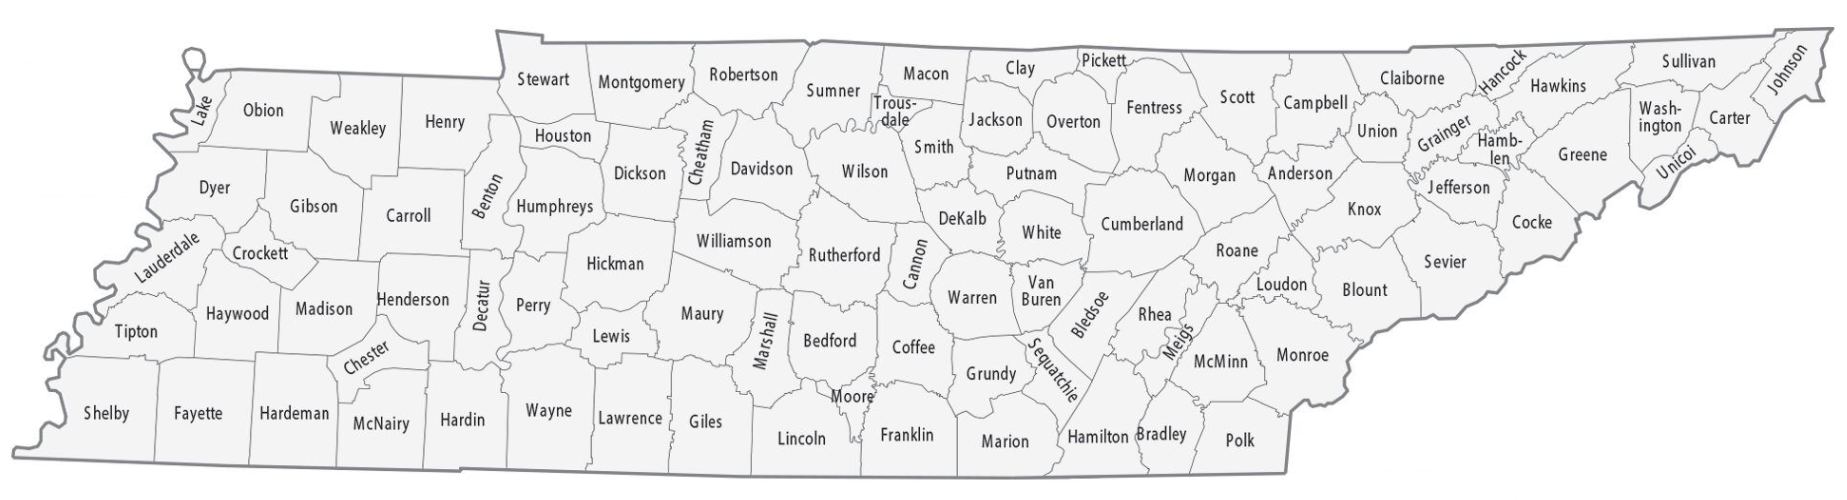 Lake
Obion
Weakley
Henry
Stewart
Montgomery
Robertson
Sumner
Macon
Trous-
dale
Clay
Pickett
Jackson
Overton
Fentress
Scott
Campbell
Claiborne
Hancock
Hawkins
Sullivan
Johnson
Carter
Wash-
ington
Unicoi
Greene
Hamb-
len
Grainger
Union
Houston
Dickson
Cheatham
Davidson
Wilson
Smith
Putnam
Morgan
Anderson
Knox
Jefferson
Cocke
Dyer
Gibson
Carroll
Benton
Humphreys
Williamson
Rutherford
Cannon
DeKalb
White
Cumberland
Roane
Loudon
Blount
Sevier
Lauderdale
Crockett
Haywood
Madison
Henderson
Decatur
Perry
Hickman
Lewis
Maury
Marshall
Bedford
Coffee
Warren
Van
Buren
Bledsoe
Rhea
Meigs
McMinn
Monroe
Tipton
Chester
Moore
Grundy
Sequatchie
Shelby
Fayette
Hardeman
McNairy
Hardin
Wayne
Lawrence
Giles
Lincoln
Franklin
Marion
Hamilton
Bradley
Polk